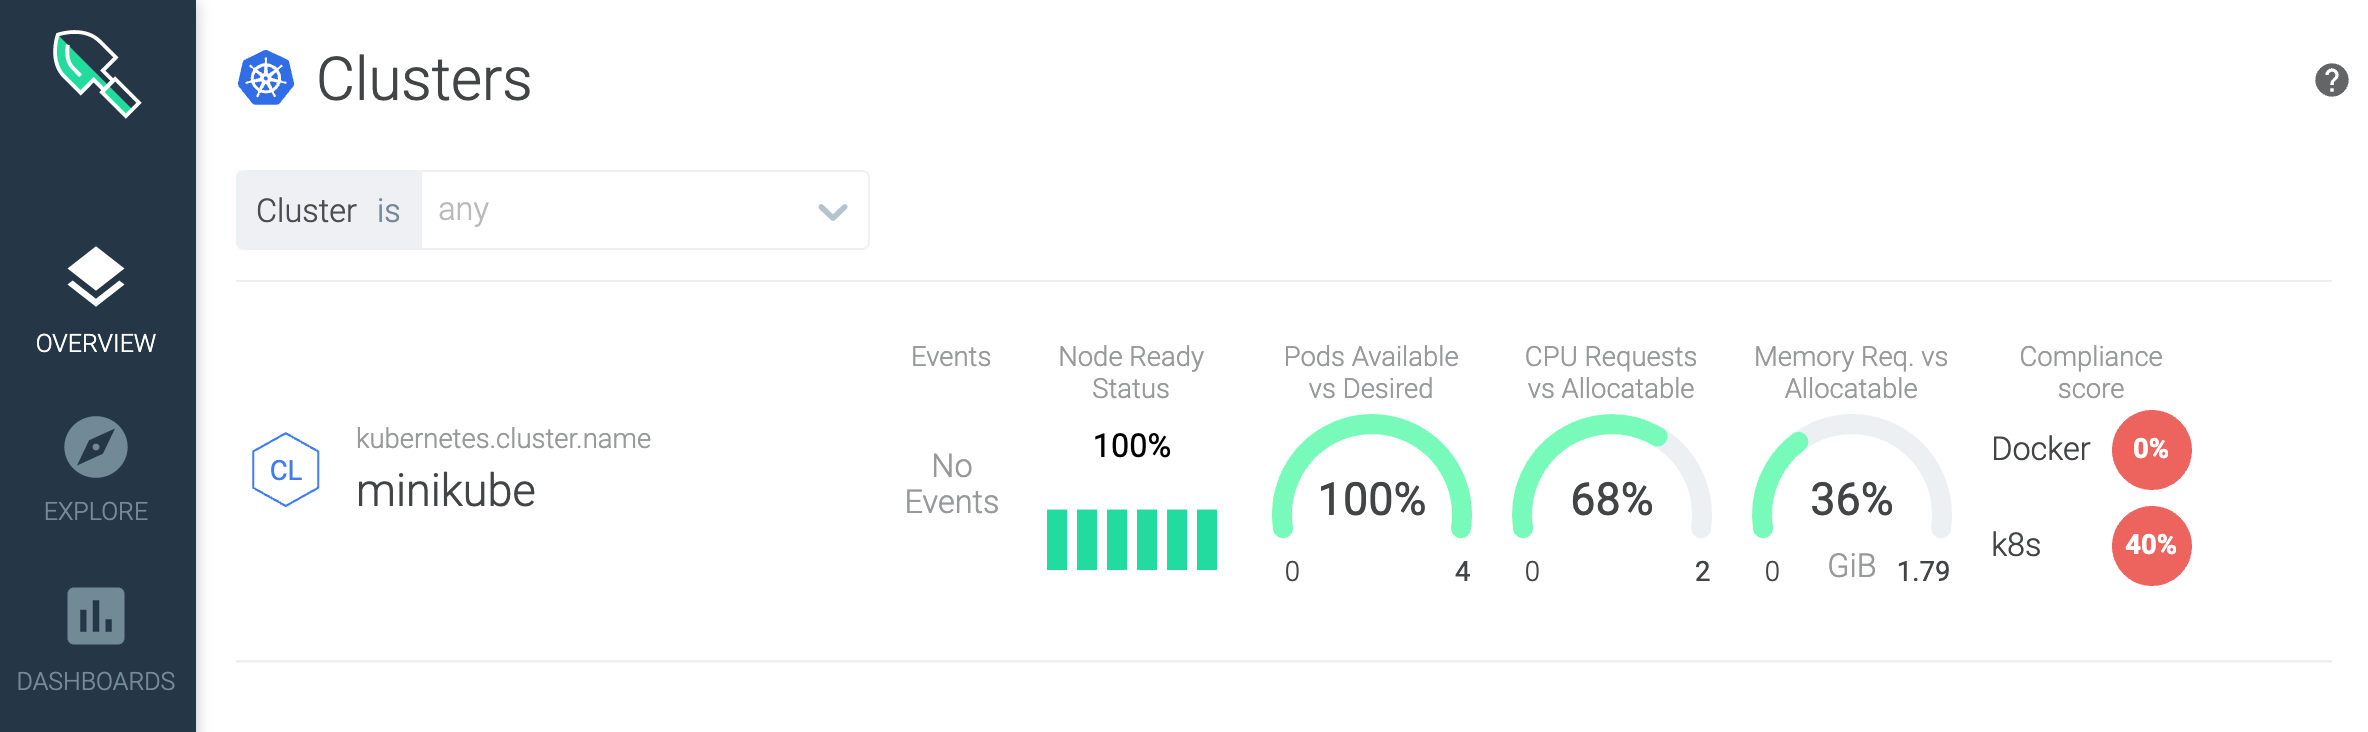 Clusters
?
Cluster is any
OVERVIEW
EXPLORE
DASHBOARDS
Events
Node Ready
Status
Pods Available
vs Desired
CPU Requests
vs Allocatable
Memory Req. vs
Allocatable
Compliance
score
CL
kubernetes.cluster.name
minikube
No
Events
100%
100%
0 4
68%
0 2
36%
0 GiB 1.79
Docker 0%
k8s 40%